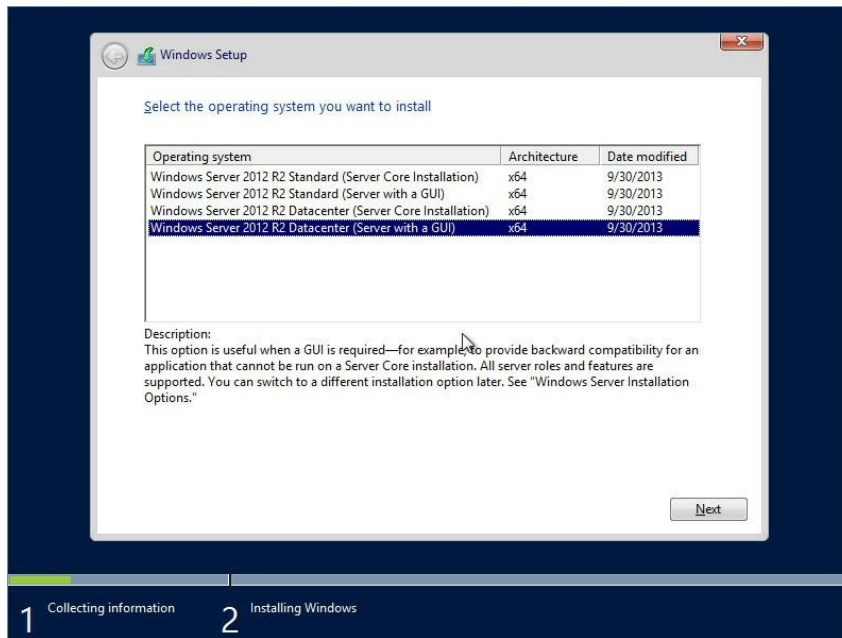 Windows Setup
Select the operating system you want to install
Operating system Architecture Date modified
Windows Server 2012 R2 Standard (Server Core Installation) x64 9/30/2013
Windows Server 2012 R2 Standard (Server with a GUI) x64 9/30/2013
Windows Server 2012 R2 Datacenter (Server Core Installation) x64 9/30/2013
Windows Server 2012 R2 Datacenter (Server with a GUI) x64 9/30/2013
Description:
This option is useful when a GUI is required—for example, to provide backward compatibility for an
application that cannot be run on a Server Core installation. All server roles and features are
supported. You can switch to a different installation option later. See "Windows Server Installation
Options."
Next
1 Collecting information 2 Installing Windows